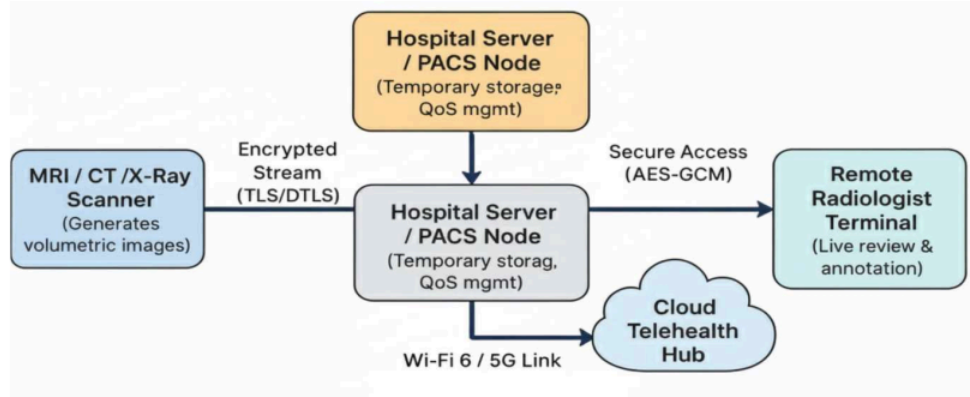 Hospital Server
/ PACS Node
(Temporary storage;
QoS mgmt)
Encrypted
Stream
(TLS/DTLS)
MRI / CT /X-Ray
Scanner
(Generates
volumetric images)
Hospital Server
/ PACS Node
(Temporary storag,
QoS mgmt)
Secure Access
(AES-GCM)
Remote
Radiologist
Terminal
(Live review &
annotation)
Cloud
Telehealth
Hub
Wi-Fi 6 / 5G Link